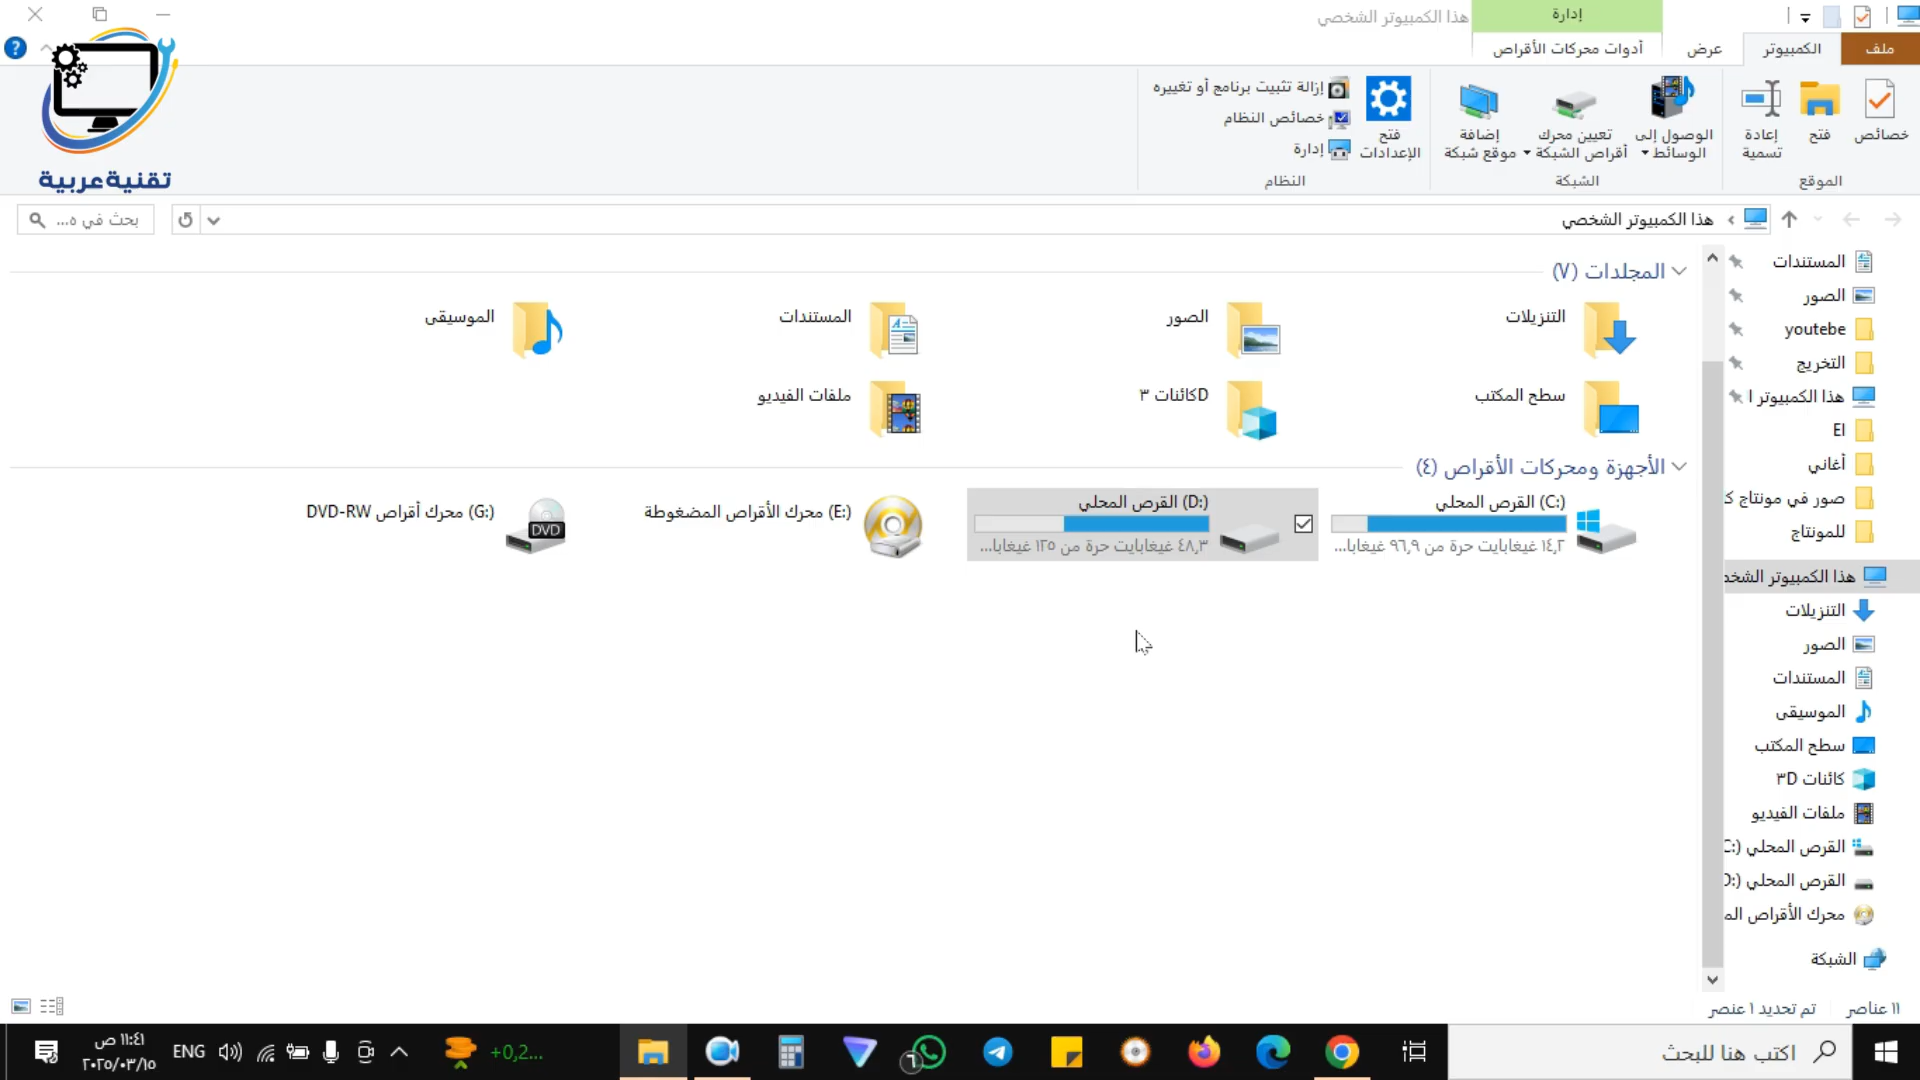 هذا الكمبيوتر الشخصي
إدارة
ملف
الكمبيوتر
عرض
أدوات محركات الأقراص
خصائص
فتح
إعادة تسمية
الموقع
الوصول إلى الوسائط
تعيين محرك أقراص الشبكة
إضافة موقع شبكة
الشبكة
فتح الإعدادات
إزالة تثبيت برنامج أو تغييره
خصائص النظام
إدارة
النظام
تقنية عربية
هذا الكمبيوتر الشخصي
بحث في ه...
المستندات
الصور
youtebe
التخريج
هذا الكمبيوتر ا
El
أغاني
صور في مونتاج ك
للمونتاج
هذا الكمبيوتر الشخص
التنزيلات
الصور
المستندات
الموسيقى
سطح المكتب
كائنات 3D
ملفات الفيديو
القرص المحلي (:C
القرص المحلي (:D
محرك الأقراص الم
الشبكة
المجلدات (٧)
التنزيلات
الصور
المستندات
الموسيقى
سطح المكتب
Dكائنات ٣
ملفات الفيديو
الأجهزة ومحركات الأقراص (٤)
(C:) القرص المحلي
١٤,٢ غيغابايت حرة من ٩٦,٩ غيغابا...
(D:) القرص المحلي
٤٨,٣ غيغابايت حرة من ١٢٥ غيغابا...
(E:) محرك الأقراص المضغوطة
(G:) محرك أقراص DVD-RW
DVD
١١ عناصر
تم تحديد ١ عنصر
اكتب هنا للبحث
+0,2...
ENG
١١:٤١ ص
٢٠٢٥/٠٣/١٥